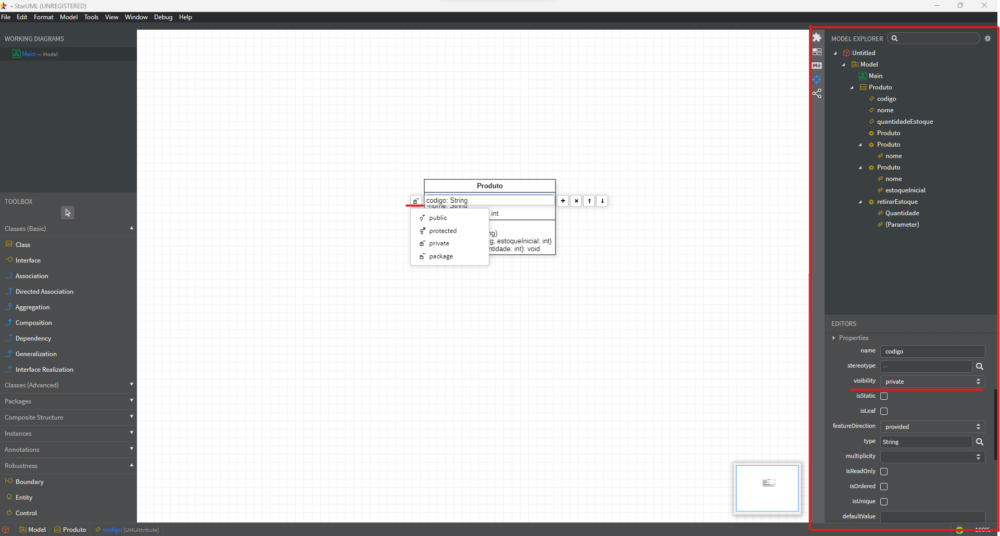 • StarUML (UNREGISTERED)
File Edit Format Model Tools View Window Debug Help
WORKING DIAGRAMS
Main — Model
TOOLBOX
Classes (Basic)
Class
Interface
Association
Directed Association
Aggregation
Composition
Dependency
Generalization
Interface Realization
Classes (Advanced)
Packages
Composite Structure
Instances
Annotations
Robustness
Boundary
Entity
Control
Produto
codigo: String
-nome: String
int
ng)
g, estoqueInicial: int)
ntidade: int): void
public
protected
private
package
MODEL EXPLORER
Untitled
Model
Main
Produto
codigo
nome
quantidadeEstoque
Produto
Produto
nome
Produto
nome
estoqueInicial
retirarEstoque
Quantidade
(Parameter)
EDITORS
Properties
name codigo
stereotype —
visibility private
isStatic
isLeaf
featureDirection provided
type String
multiplicity
isReadOnly
isOrdered
isUnique
defaultValue
Model Produto codigo [UMLAttribute]
100%